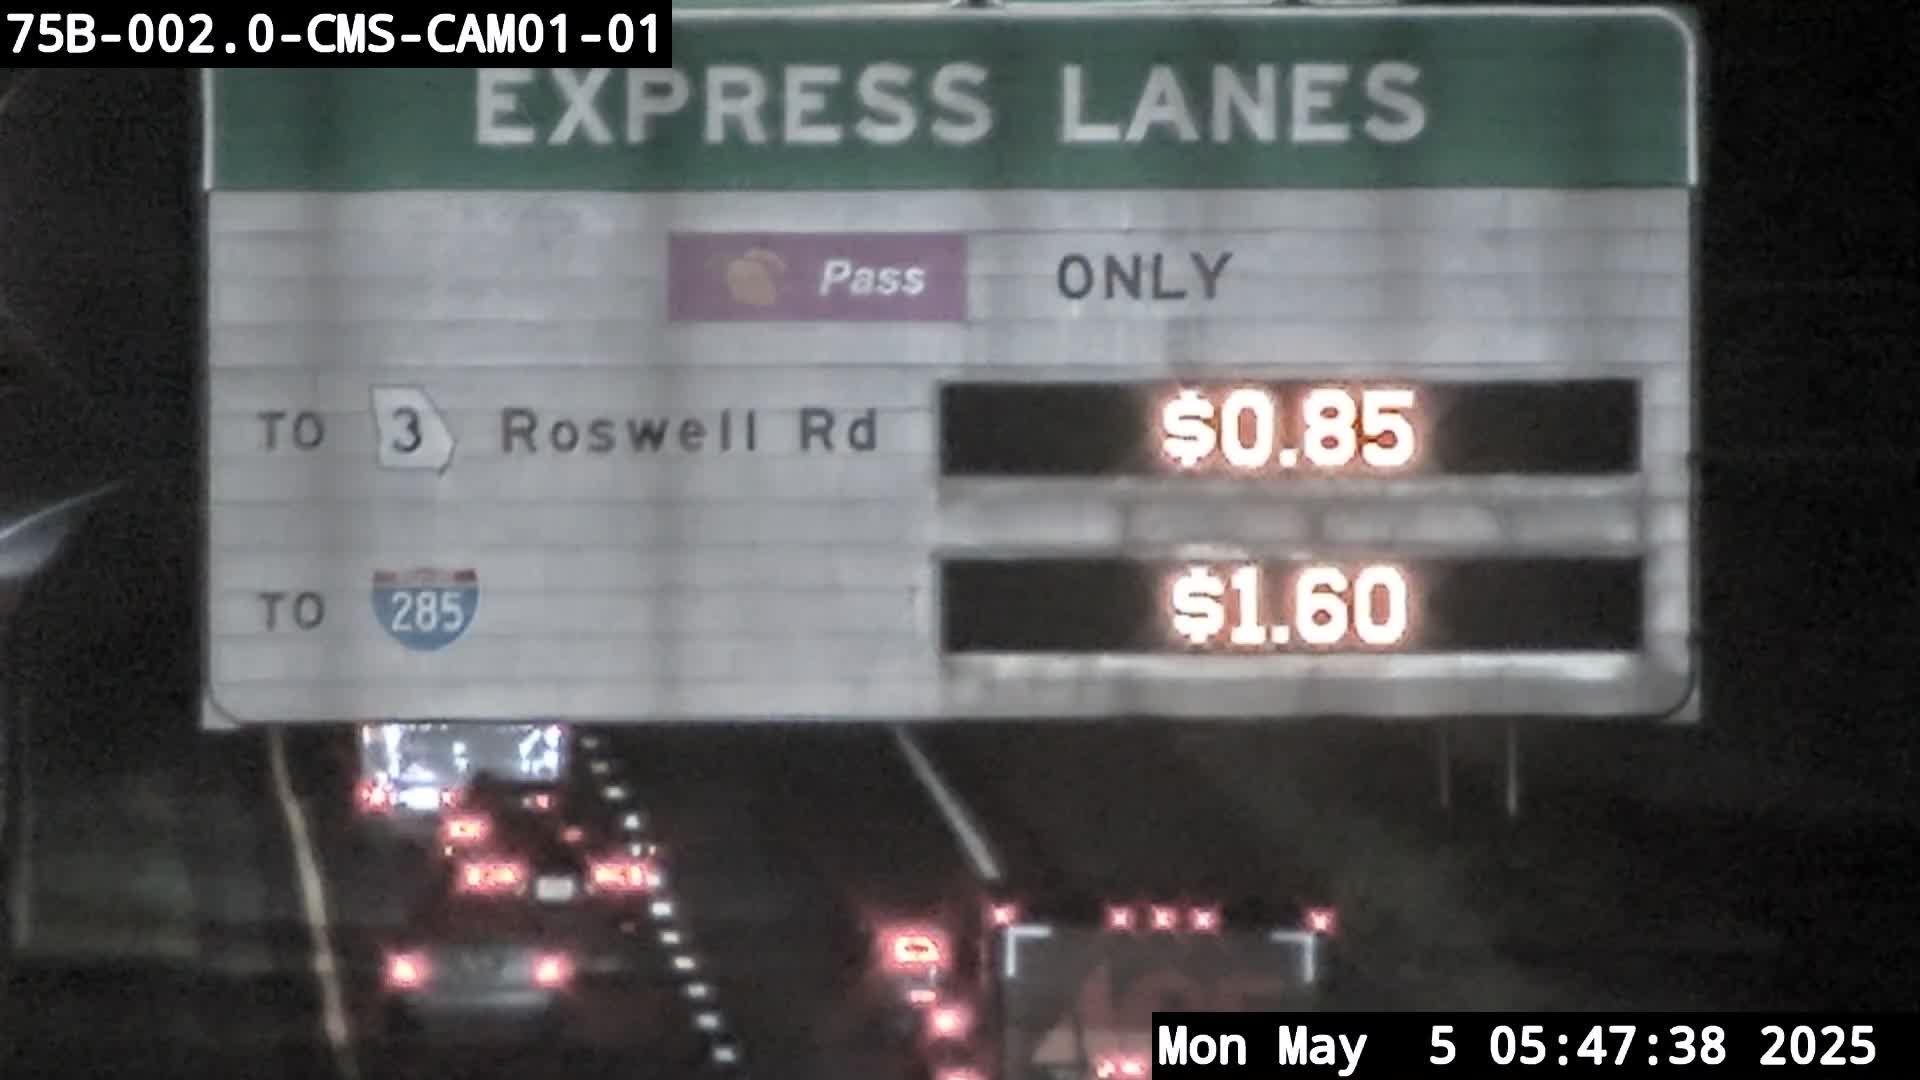 75B-002.0-CMS-CAM01-01
EXPRESS LANES
Pass ONLY
TO 3 Roswell Rd $0.85
TO 285 $1.60
Mon May 5 05:47:38 2025